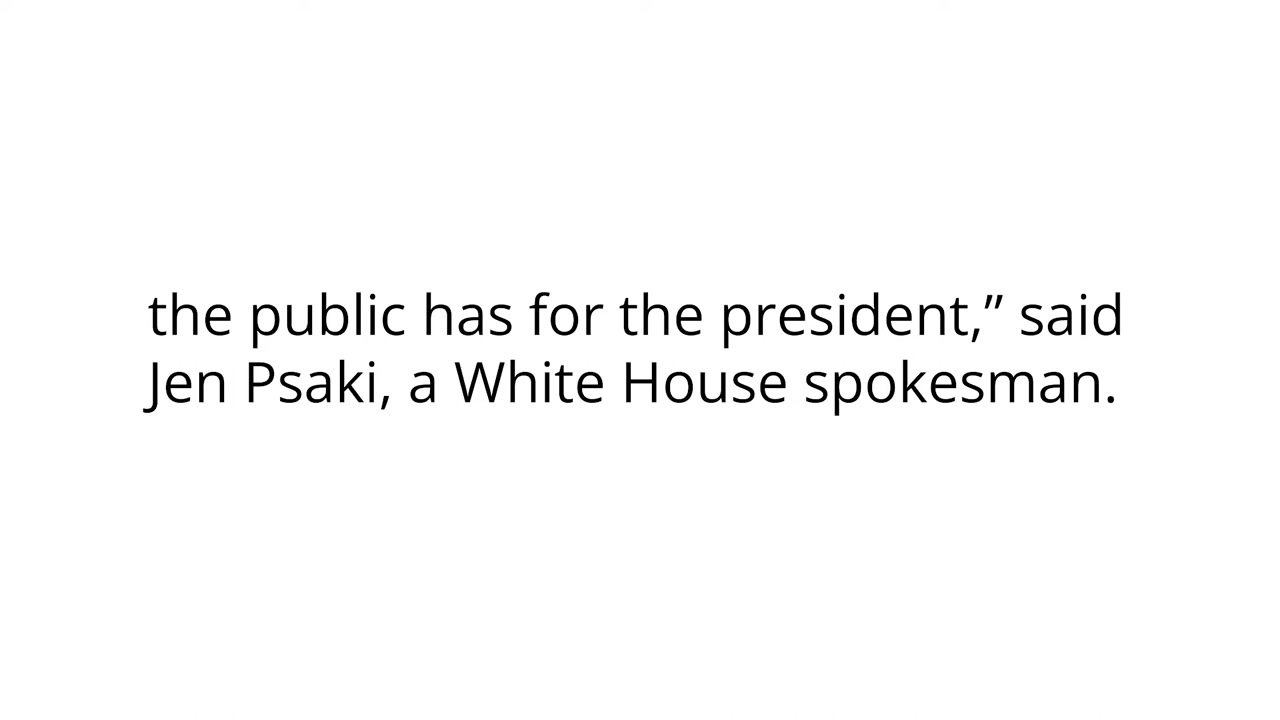 the public has for the president,” said
Jen Psaki, a White House spokesman.